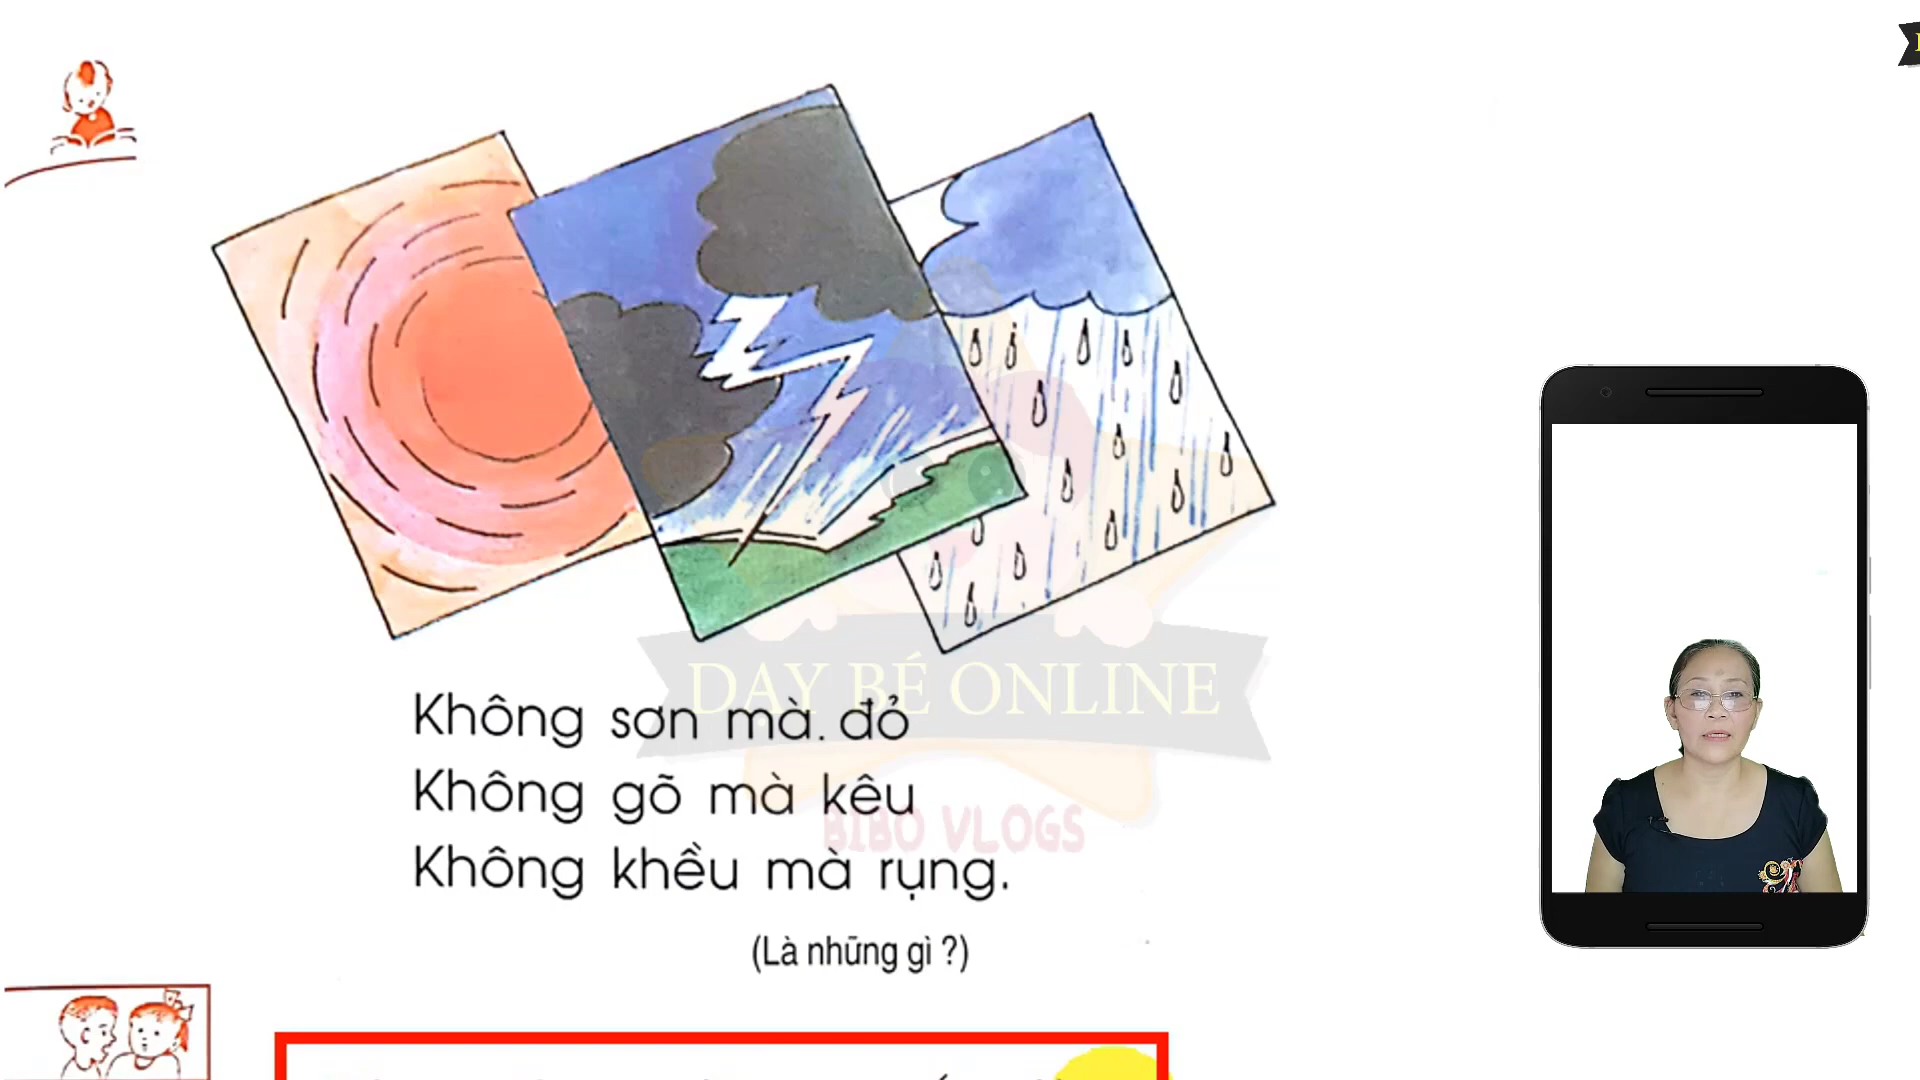 DẠY BÉ ONLINE
Không sơn mà đỏ
Không gõ mà kêu
BIBO VLOGS
Không khều mà rụng.
(Là những gì ?)